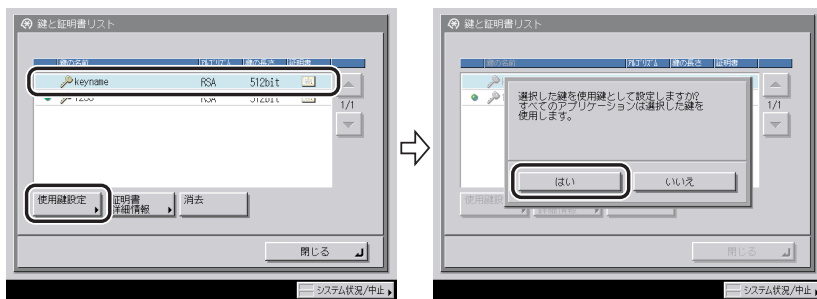 鍵と証明書リスト
鍵の名前 アルゴリズム 鍵の長さ 証明書
keyname RSA 512bit
1/1
使用鍵設定 証明書詳細情報 消去
閉じる
システム状況/中止
鍵と証明書リスト
鍵の名前 アルゴリズム 鍵の長さ 証明書
選択した鍵を使用鍵として設定しますか?
すべてのアプリケーションは選択した鍵を
使用します。
1/1
はい いいえ
閉じる
システム状況/中止